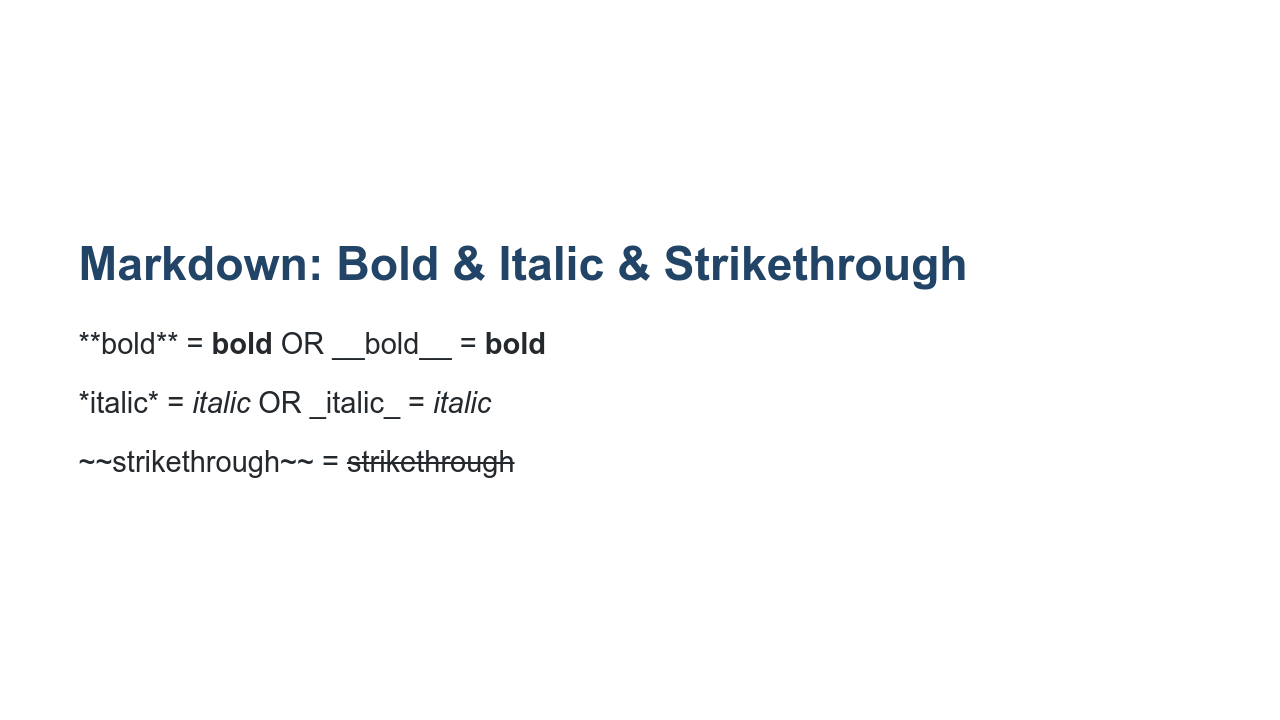 Markdown: Bold & Italic & Strikethrough
**bold** = bold OR __bold__ = bold
*italic* = italic OR _italic_ = italic
~~strikethrough~~ = strikethrough